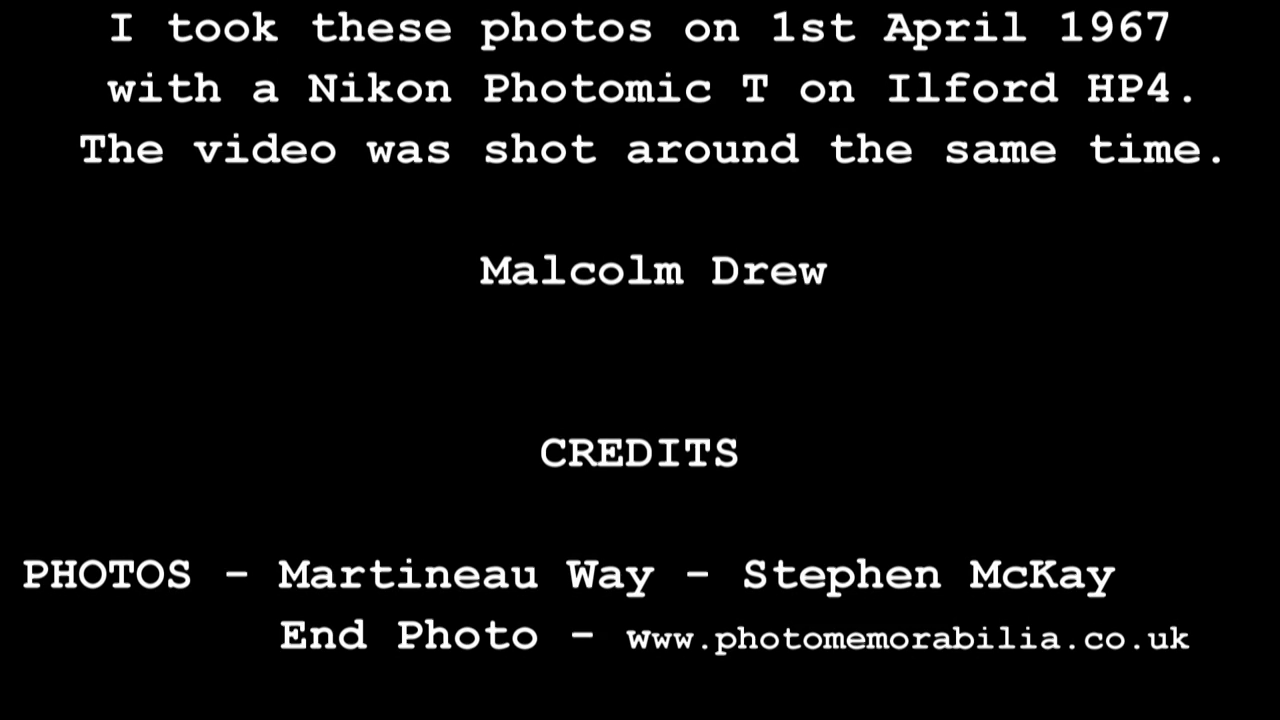 I took these photos on 1st April 1967
with a Nikon Photomic T on Ilford HP4.
The video was shot around the same time.
Malcolm Drew
CREDITS
PHOTOS - Martineau Way - Stephen McKay
End Photo - www.photomemorabilia.co.uk